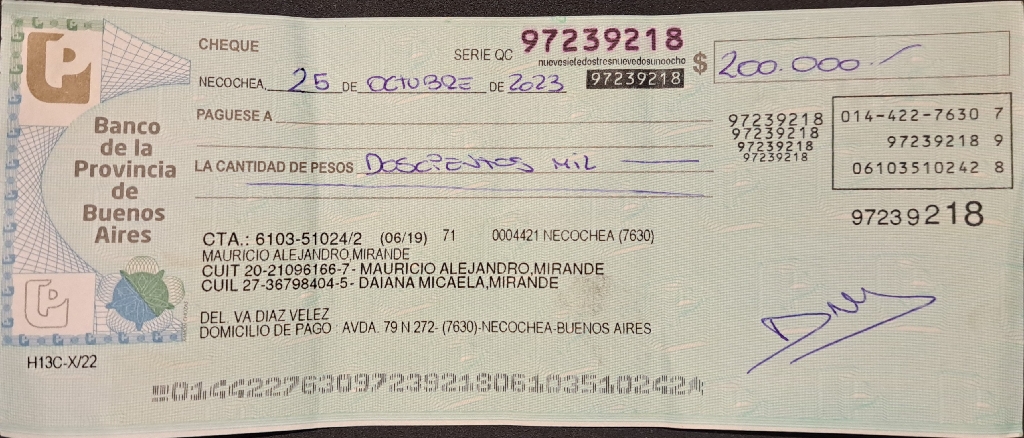 CHEQUE
SERIE QC 97239218
nuevesietedostresnuevedosunoocho
97239218
$ 200.000.-
NECOCHEA, 25 DE OCTUBRE DE 2023
PAGUESE A
LA CANTIDAD DE PESOS DOSCIENTOS MIL
97239218
97239218
97239218
97239218
014-422-7630 7
97239218 9
06103510242 8
97239218
Banco
de la
Provincia
de
Buenos
Aires
CTA.: 6103-51024/2 (06/19) 71 0004421 NECOCHEA (7630)
MAURICIO ALEJANDRO,MIRANDE
CUIT 20-21096166-7- MAURICIO ALEJANDRO,MIRANDE
CUIL 27-36798404-5- DAIANA MICAELA,MIRANDE
DEL VA DIAZ VELEZ
DOMICILIO DE PAGO : AVDA. 79 N 272- (7630)-NECOCHEA-BUENOS AIRES
H13C-X/22
01442276309723921806103510242